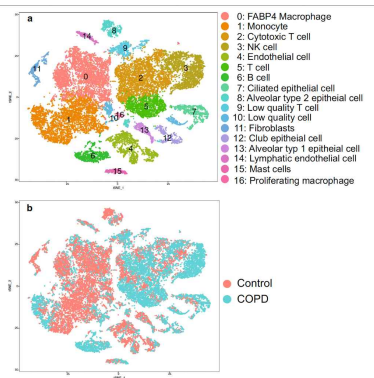 a
0: FABP4 Macrophage
1: Monocyte
2: Cytotoxic T cell
3: NK cell
4: Endothelial cell
5: T cell
6: B cell
7: Ciliated epithelial cell
8: Alveolar type 2 epitheial cell
9: Low quality T cell
10: Low quality cell
11: Fibroblasts
12: Club epitheial cell
13: Alveolar typ 1 epitheial cell
14: Lymphatic endothelial cell
15: Mast cells
16: Proliferating macrophage
8
14
9
11
0
2
3
5
7
1
10
16
13
12
4
6
15
b
Control
COPD